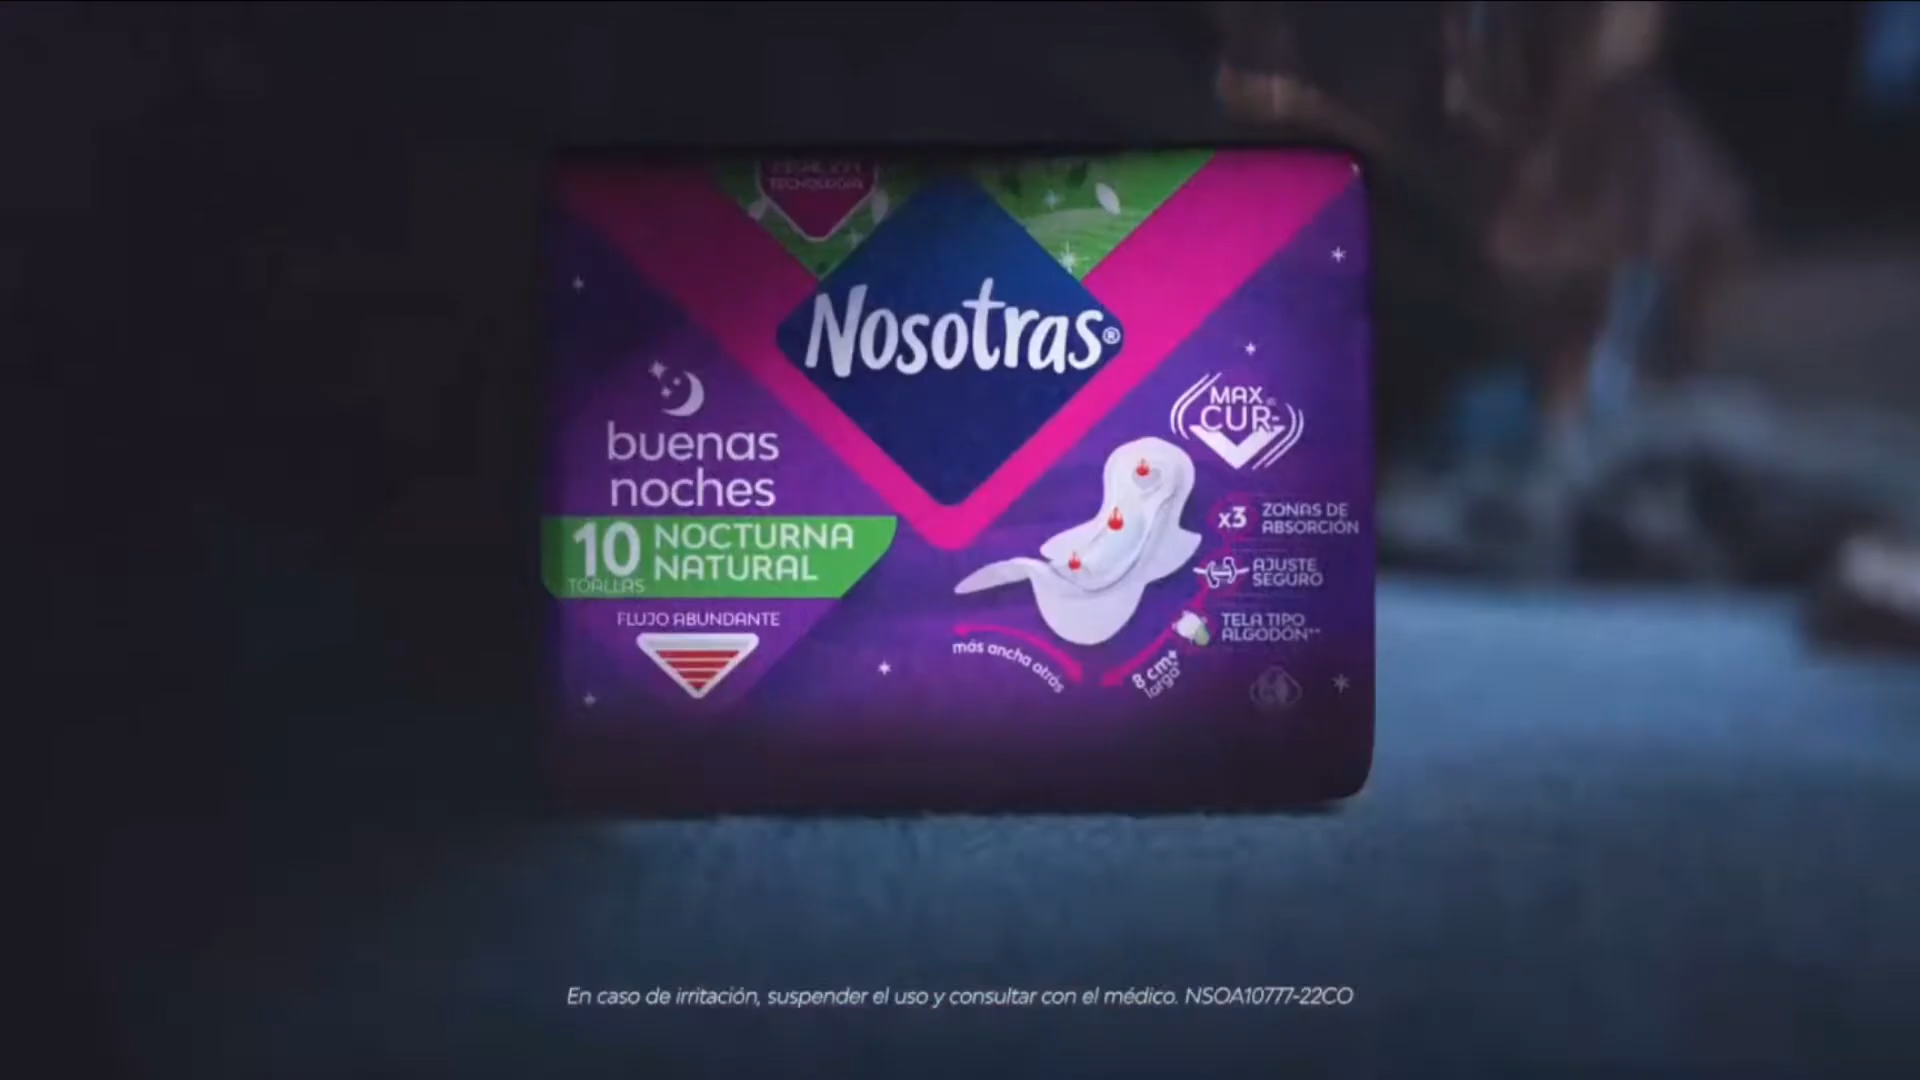 TECNOLOGÍA
Nosotras®
buenas
noches
10 NOCTURNA
NATURAL
TOALLAS
FLUJO ABUNDANTE
MAX
CUR-
x3 ZONAS DE
ABSORCIÓN
AJUSTE
SEGURO
TELA TIPO
ALGODÓN**
más ancha atrás
8 cm+
larga*
En caso de irritación, suspender el uso y consultar con el médico. NSOA10777-22CO